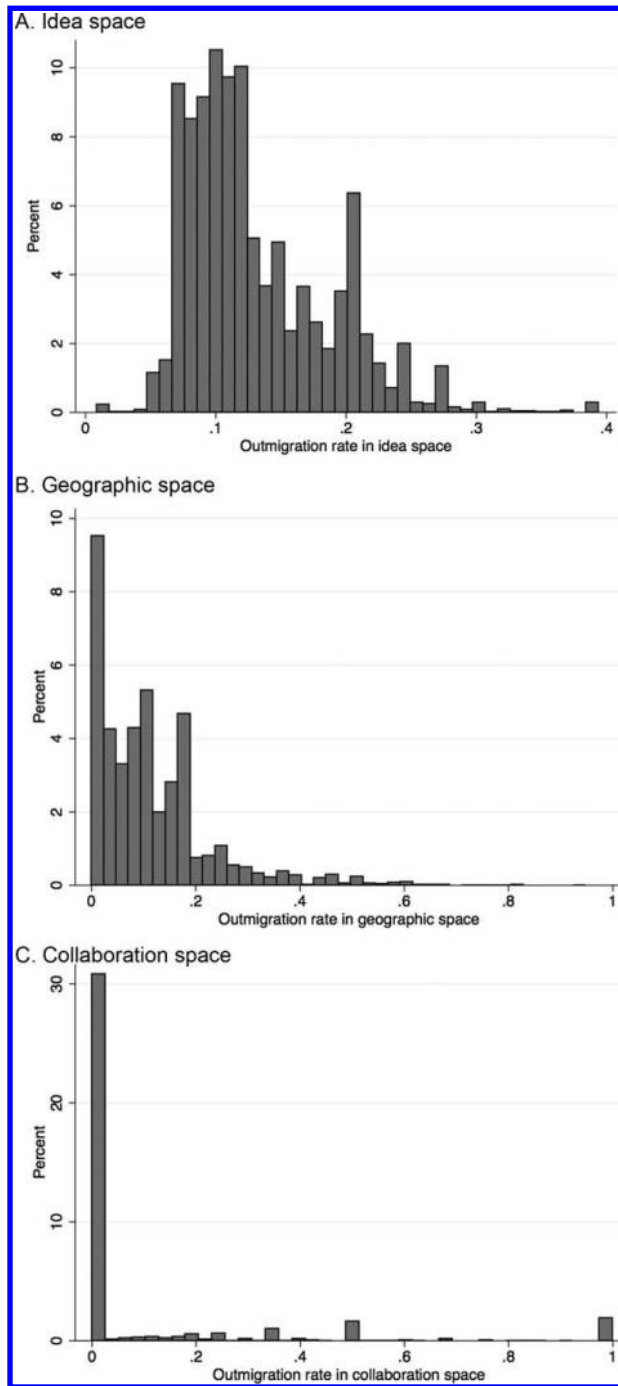 A. Idea space
10
8
6
4
2
0
Percent
0 .1 .2 .3 .4
Outmigration rate in idea space
B. Geographic space
10
8
6
4
2
0
Percent
0 .2 .4 .6 .8 1
Outmigration rate in geographic space
C. Collaboration space
30
20
10
0
Percent
0 .2 .4 .6 .8 1
Outmigration rate in collaboration space